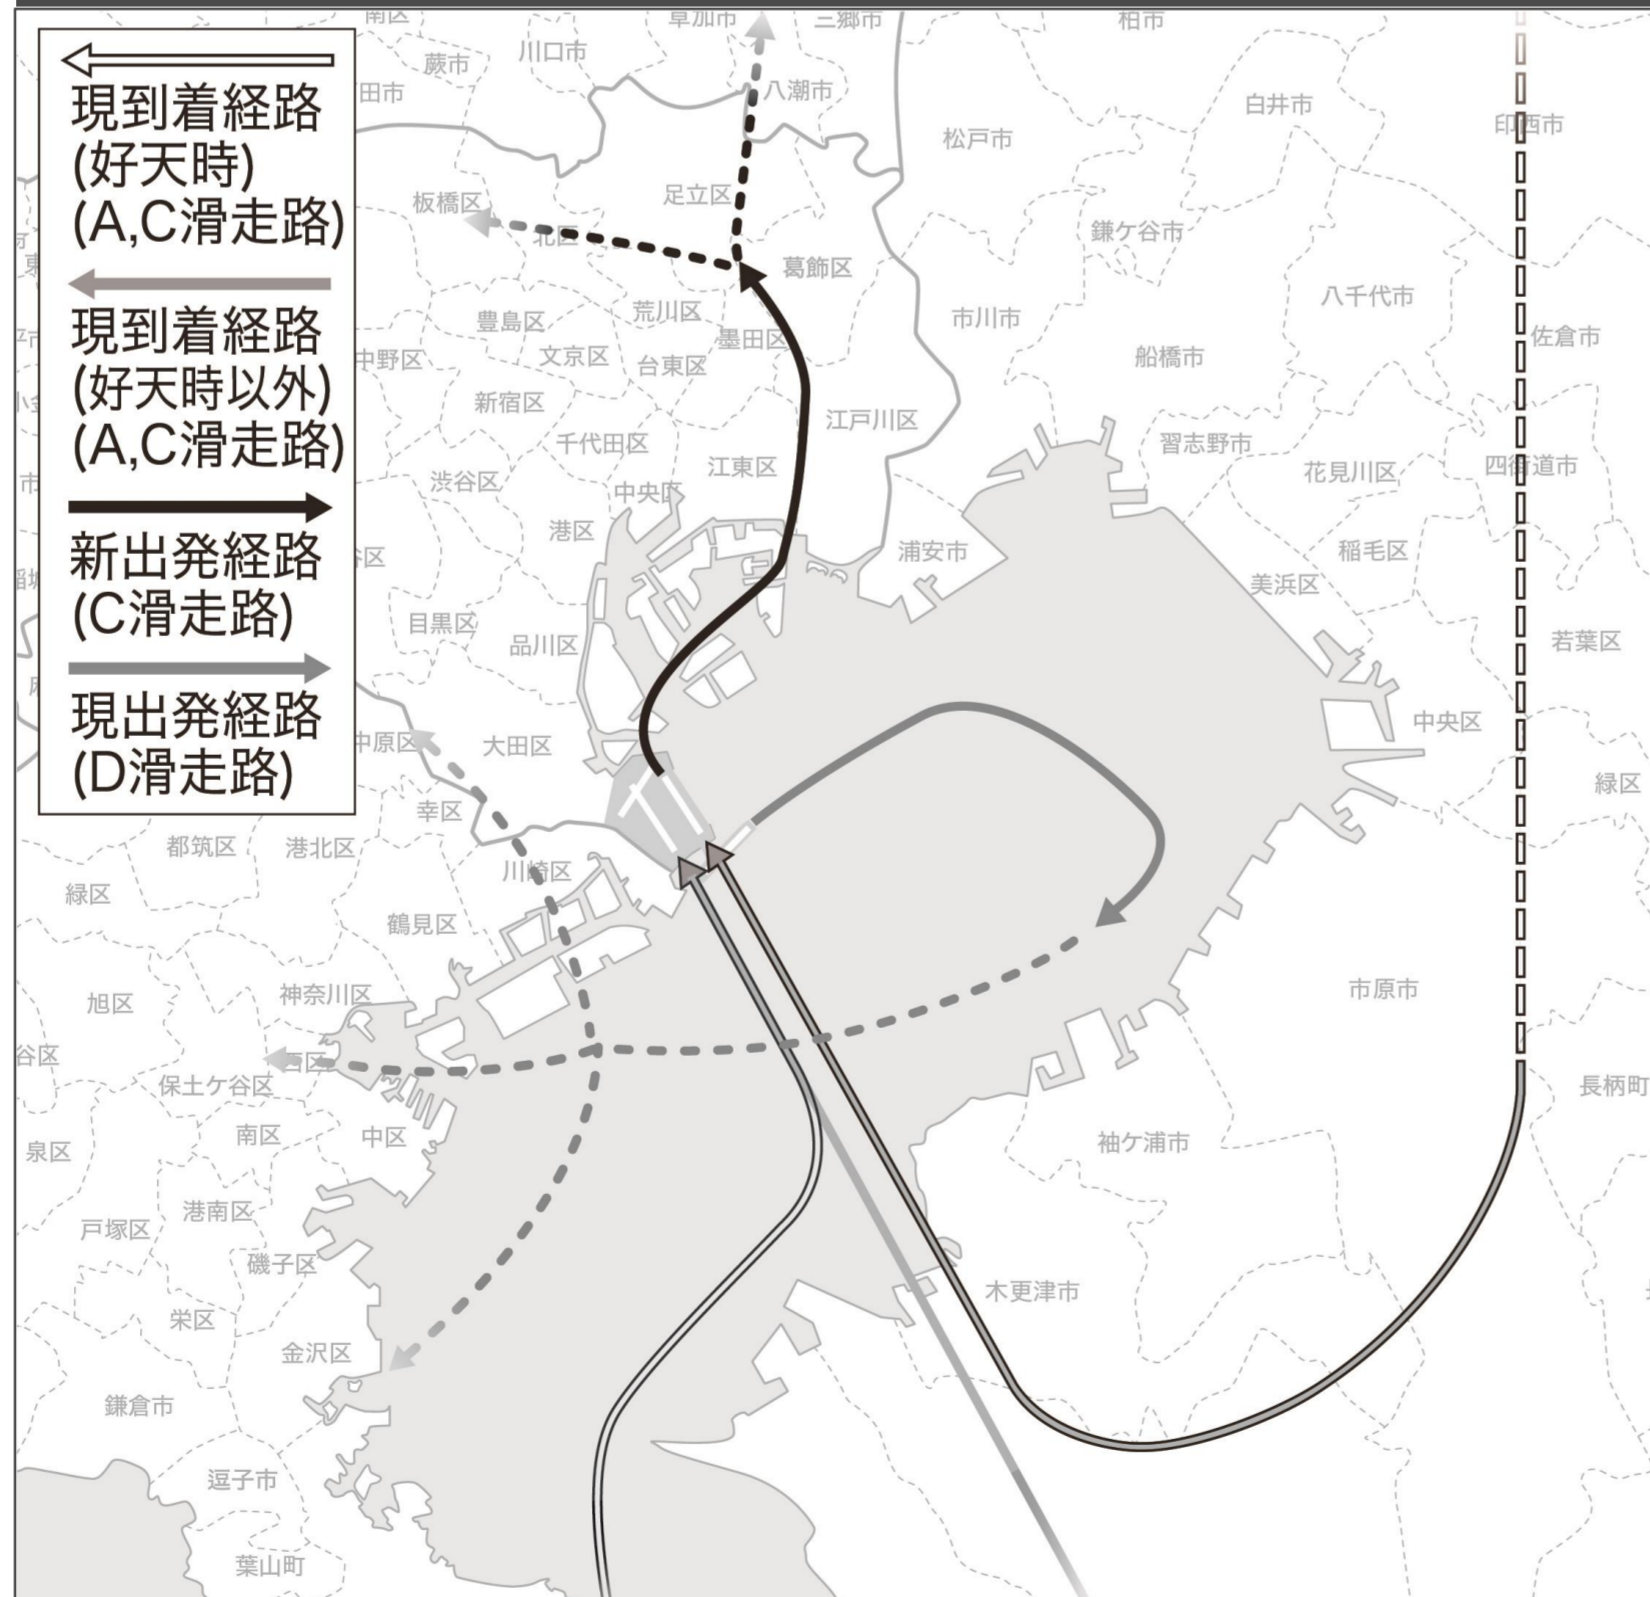 現到着経路
(好天時)
(A,C滑走路)
現到着経路
(好天時以外)
(A,C滑走路)
新出発経路
(C滑走路)
現出発経路
(D滑走路)
南区
草加市
三郷市
柏市
川口市
蕨市
田市
八潮市
白井市
印西市
松戸市
板橋区
足立区
北区
鎌ケ谷市
葛飾区
八千代市
豊島区
荒川区
市川市
墨田区
佐倉市
中野区
文京区
台東区
船橋市
新宿区
江戸川区
千代田区
習志野市
渋谷区
江東区
花見川区
四街道市
中央区
港区
浦安市
稲毛区
谷区
美浜区
目黒区
品川区
若葉区
中原区
大田区
中央区
幸区
緑区
都筑区
港北区
川崎区
緑区
鶴見区
旭区
神奈川区
市原市
谷区
西区
保土ケ谷区
長柄町
泉区
南区
中区
袖ケ浦市
港南区
戸塚区
磯子区
木更津市
栄区
金沢区
鎌倉市
逗子市
葉山町